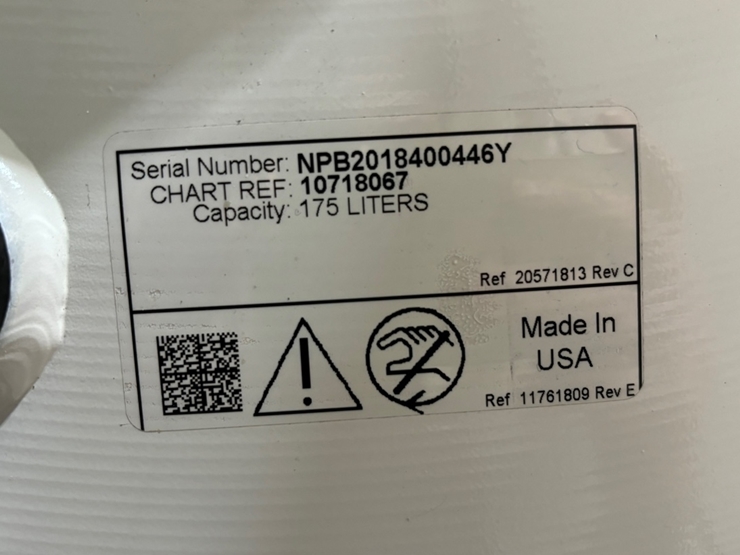 Serial Number: NPB2018400446Y
CHART REF: 10718067
Capacity: 175 LITERS
Ref 20571813 Rev C
Made In
USA
Ref 11761809 Rev E